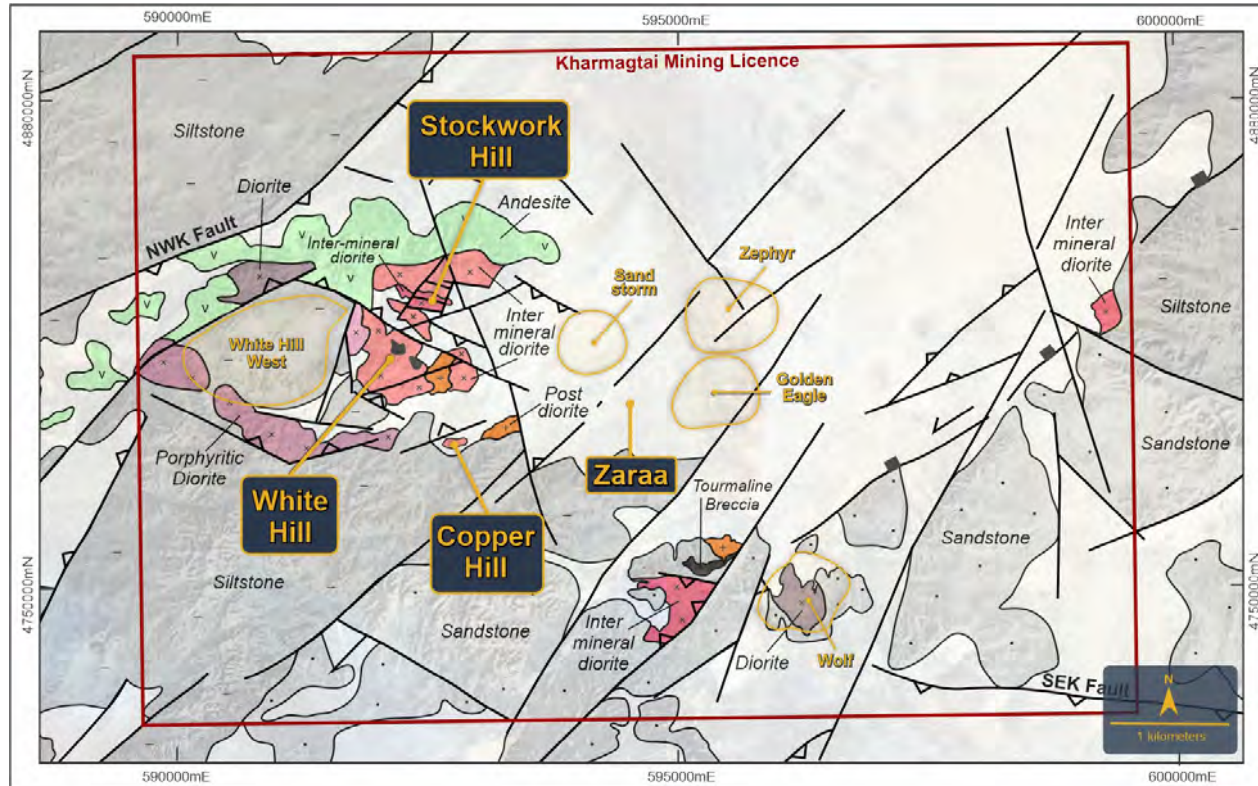 590000mE
595000mE
600000mE
Kharmagtai Mining Licence
4880000mN
4880000mN
Stockwork
Hill
Siltstone
Diorite
Andesite
NWK Fault
Inter-mineral
diorite
Inter
mineral
diorite
Zephyr
Sand
storm
Siltstone
Inter
mineral
diorite
White Hill
West
Golden
Eagle
Post
diorite
Sandstone
Porphyritic
Diorite
Zaraa
White
Hill
Copper
Hill
Tourmaline
Breccia
Sandstone
Siltstone
4750000mN
4750000mN
Sandstone
Inter
mineral
diorite
Diorite
Wolf
SEK Fault
N
1 kilometers
590000mE
595000mE
600000mE